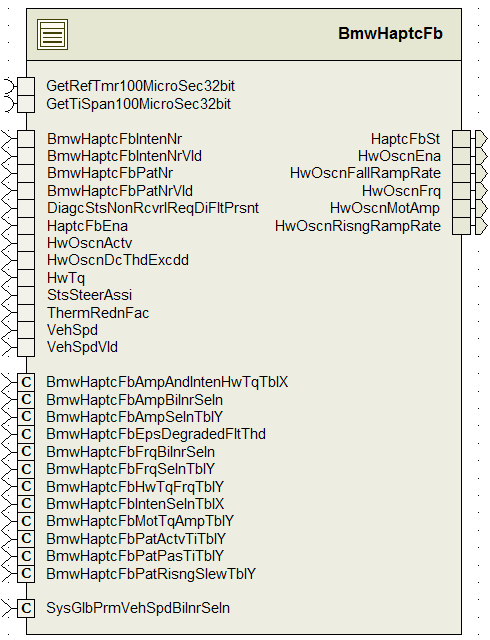 BmwHaptcFb
GetRefTmr100MicroSec32bit
GetTiSpan100MicroSec32bit
BmwHaptcFbIntenNr
HaptcFbSt
BmwHaptcFbIntenNrVld
HwOscnEna
BmwHaptcFbPatNr
HwOscnFallRampRate
BmwHaptcFbPatNrVld
HwOscnFrq
DiagcStsNonRcvrlReqDiFltPrsnt
HwOscnMotAmp
HaptcFbEna
HwOscnRisngRampRate
HwOscnActv
HwOscnDcThdExcdd
HwTq
StsSteerAssi
ThermRednFac
VehSpd
VehSpdVld
C BmwHaptcFbAmpAndIntenHwTqTblX
C BmwHaptcFbAmpBilnrSeln
C BmwHaptcFbAmpSelnTblY
C BmwHaptcFbEpsDegradedFltThd
C BmwHaptcFbFrqBilnrSeln
C BmwHaptcFbFrqSelnTblY
C BmwHaptcFbHwTqFrqTblY
C BmwHaptcFbIntenSelnTblX
C BmwHaptcFbMotTqAmpTblY
C BmwHaptcFbPatActvTiTblY
C BmwHaptcFbPatPasTiTblY
C BmwHaptcFbPatRisngSlewTblY
C SysGlbPrmVehSpdBilnrSeln